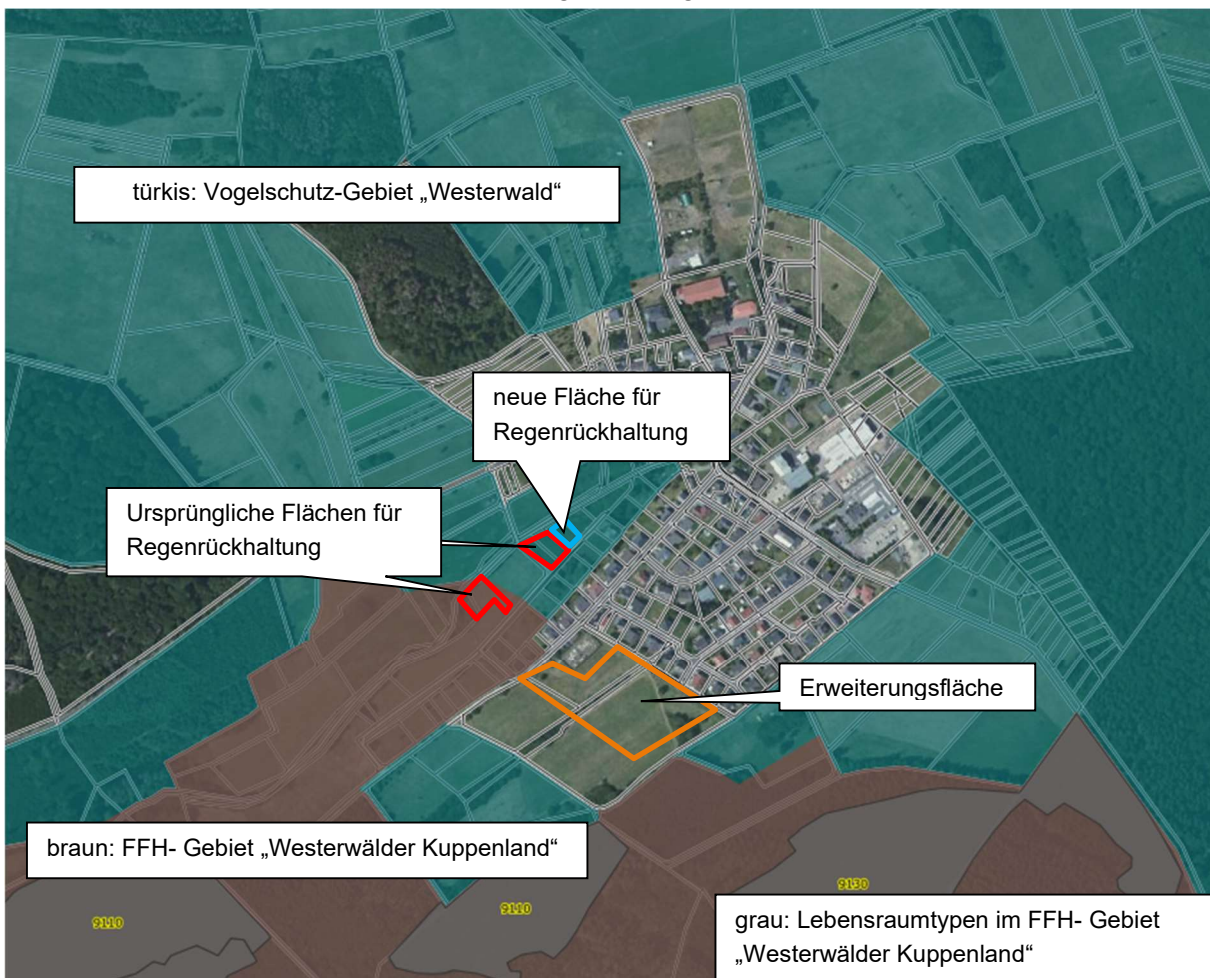 türkis: Vogelschutz-Gebiet „Westerwald“
neue Fläche für
Regenrückhaltung
Ursprüngliche Flächen für
Regenrückhaltung
Erweiterungsfläche
braun: FFH- Gebiet „Westerwälder Kuppenland“
9130
9110
9110
grau: Lebensraumtypen im FFH- Gebiet
„Westerwälder Kuppenland“